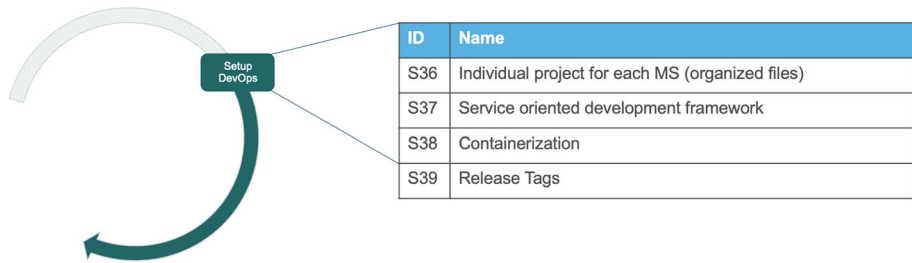 Setup
DevOps
ID Name
S36 Individual project for each MS (organized files)
S37 Service oriented development framework
S38 Containerization
S39 Release Tags